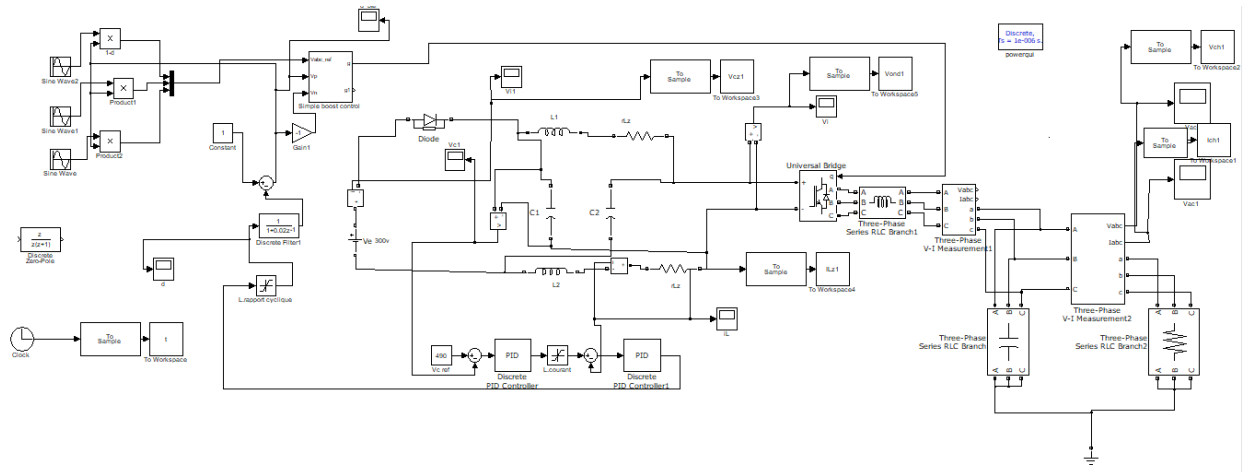 Discrete,
Ts = 1e-006 s.
powergui
X
1-d
Sine Wave2
X
Product1
Sine Wave1
X
Product2
Sine Wave
Vabc_ref
Vp
Vn
g
g1
Simple boost control
1
Constant
-1
Gain1
1
1+0.02z-1
Discrete Filter1
z
z(z+1)
Discrete
Zero-Pole
d
L.rapport cyclique
Clock
To
Sample
t
To Workspace
Vi1
Vc1
Diode
L1
rLz
To
Sample
Vcz1
To Workspace3
To
Sample
Vond1
To Workspace5
Vi
C1
C2
Ve
300v
L2
rLz
To
Sample
ILz1
To Workspace4
iL
490
Vc ref
PID
Discrete
PID Controller
L.courant
PID
Discrete
PID Controller1
Universal Bridge
g
+
-
A
B
C
A
B
C
A
B
C
Three-Phase
Series RLC Branch1
A
B
C
Vabc
Iabc
a
b
c
Three-Phase
V-I Measurement1
A
B
C
Vabc
Iabc
a
b
c
Three-Phase
V-I Measurement2
A
B
C
A
B
C
Three-Phase
Series RLC Branch
A
B
C
A
B
C
Three-Phase
Series RLC Branch2
To
Sample
Vch1
To Workspace2
Vac
To
Sample
Ich1
To Workspace1
Vac1